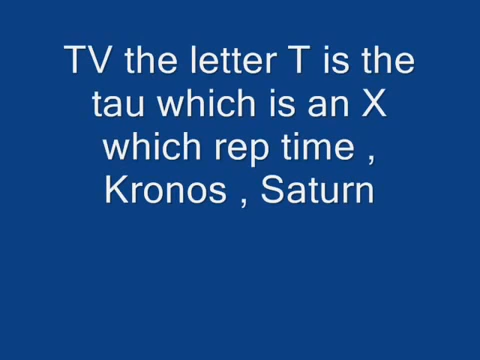 TV the letter T is the
tau which is an X
which rep time ,
Kronos , Saturn